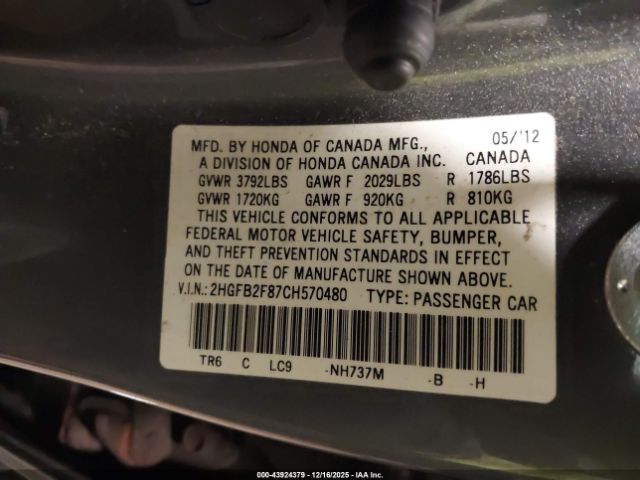 MFD. BY HONDA OF CANADA MFG., 05/'12
A DIVISION OF HONDA CANADA INC. CANADA
GVWR 3792LBS GAWR F 2029LBS R 1786LBS
GVWR 1720KG GAWR F 920KG R 810KG
THIS VEHICLE CONFORMS TO ALL APPLICABLE
FEDERAL MOTOR VEHICLE SAFETY, BUMPER,
AND THEFT PREVENTION STANDARDS IN EFFECT
ON THE DATE OF MANUFACTURE SHOWN ABOVE.
V.I.N.: 2HGFB2F87CH570480 TYPE: PASSENGER CAR
TR6 C LC9 -NH737M -B -H
000-43924379 - 12/16/2025 - IAA Inc.